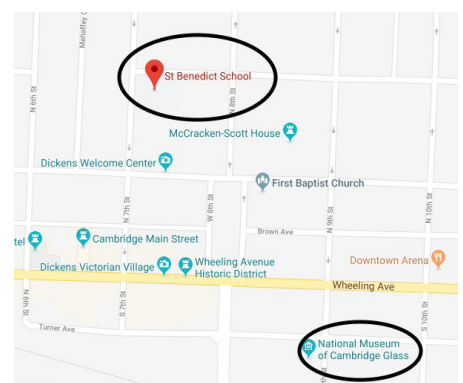 Mehaffey
St Benedict School
N 6th St
N 8th St
McCracken-Scott House
Dickens Welcome Center
First Baptist Church
N 7th St
W 8th St
N 9th St
N 10th St
Brown Ave
Cambridge Main Street
tel
Wheeling Avenue
Historic District
Dickens Victorian Village
Downtown Arena
Wheeling Ave
N 6th St
S 7th St
S 10th St
Turner Ave
National Museum
of Cambridge Glass